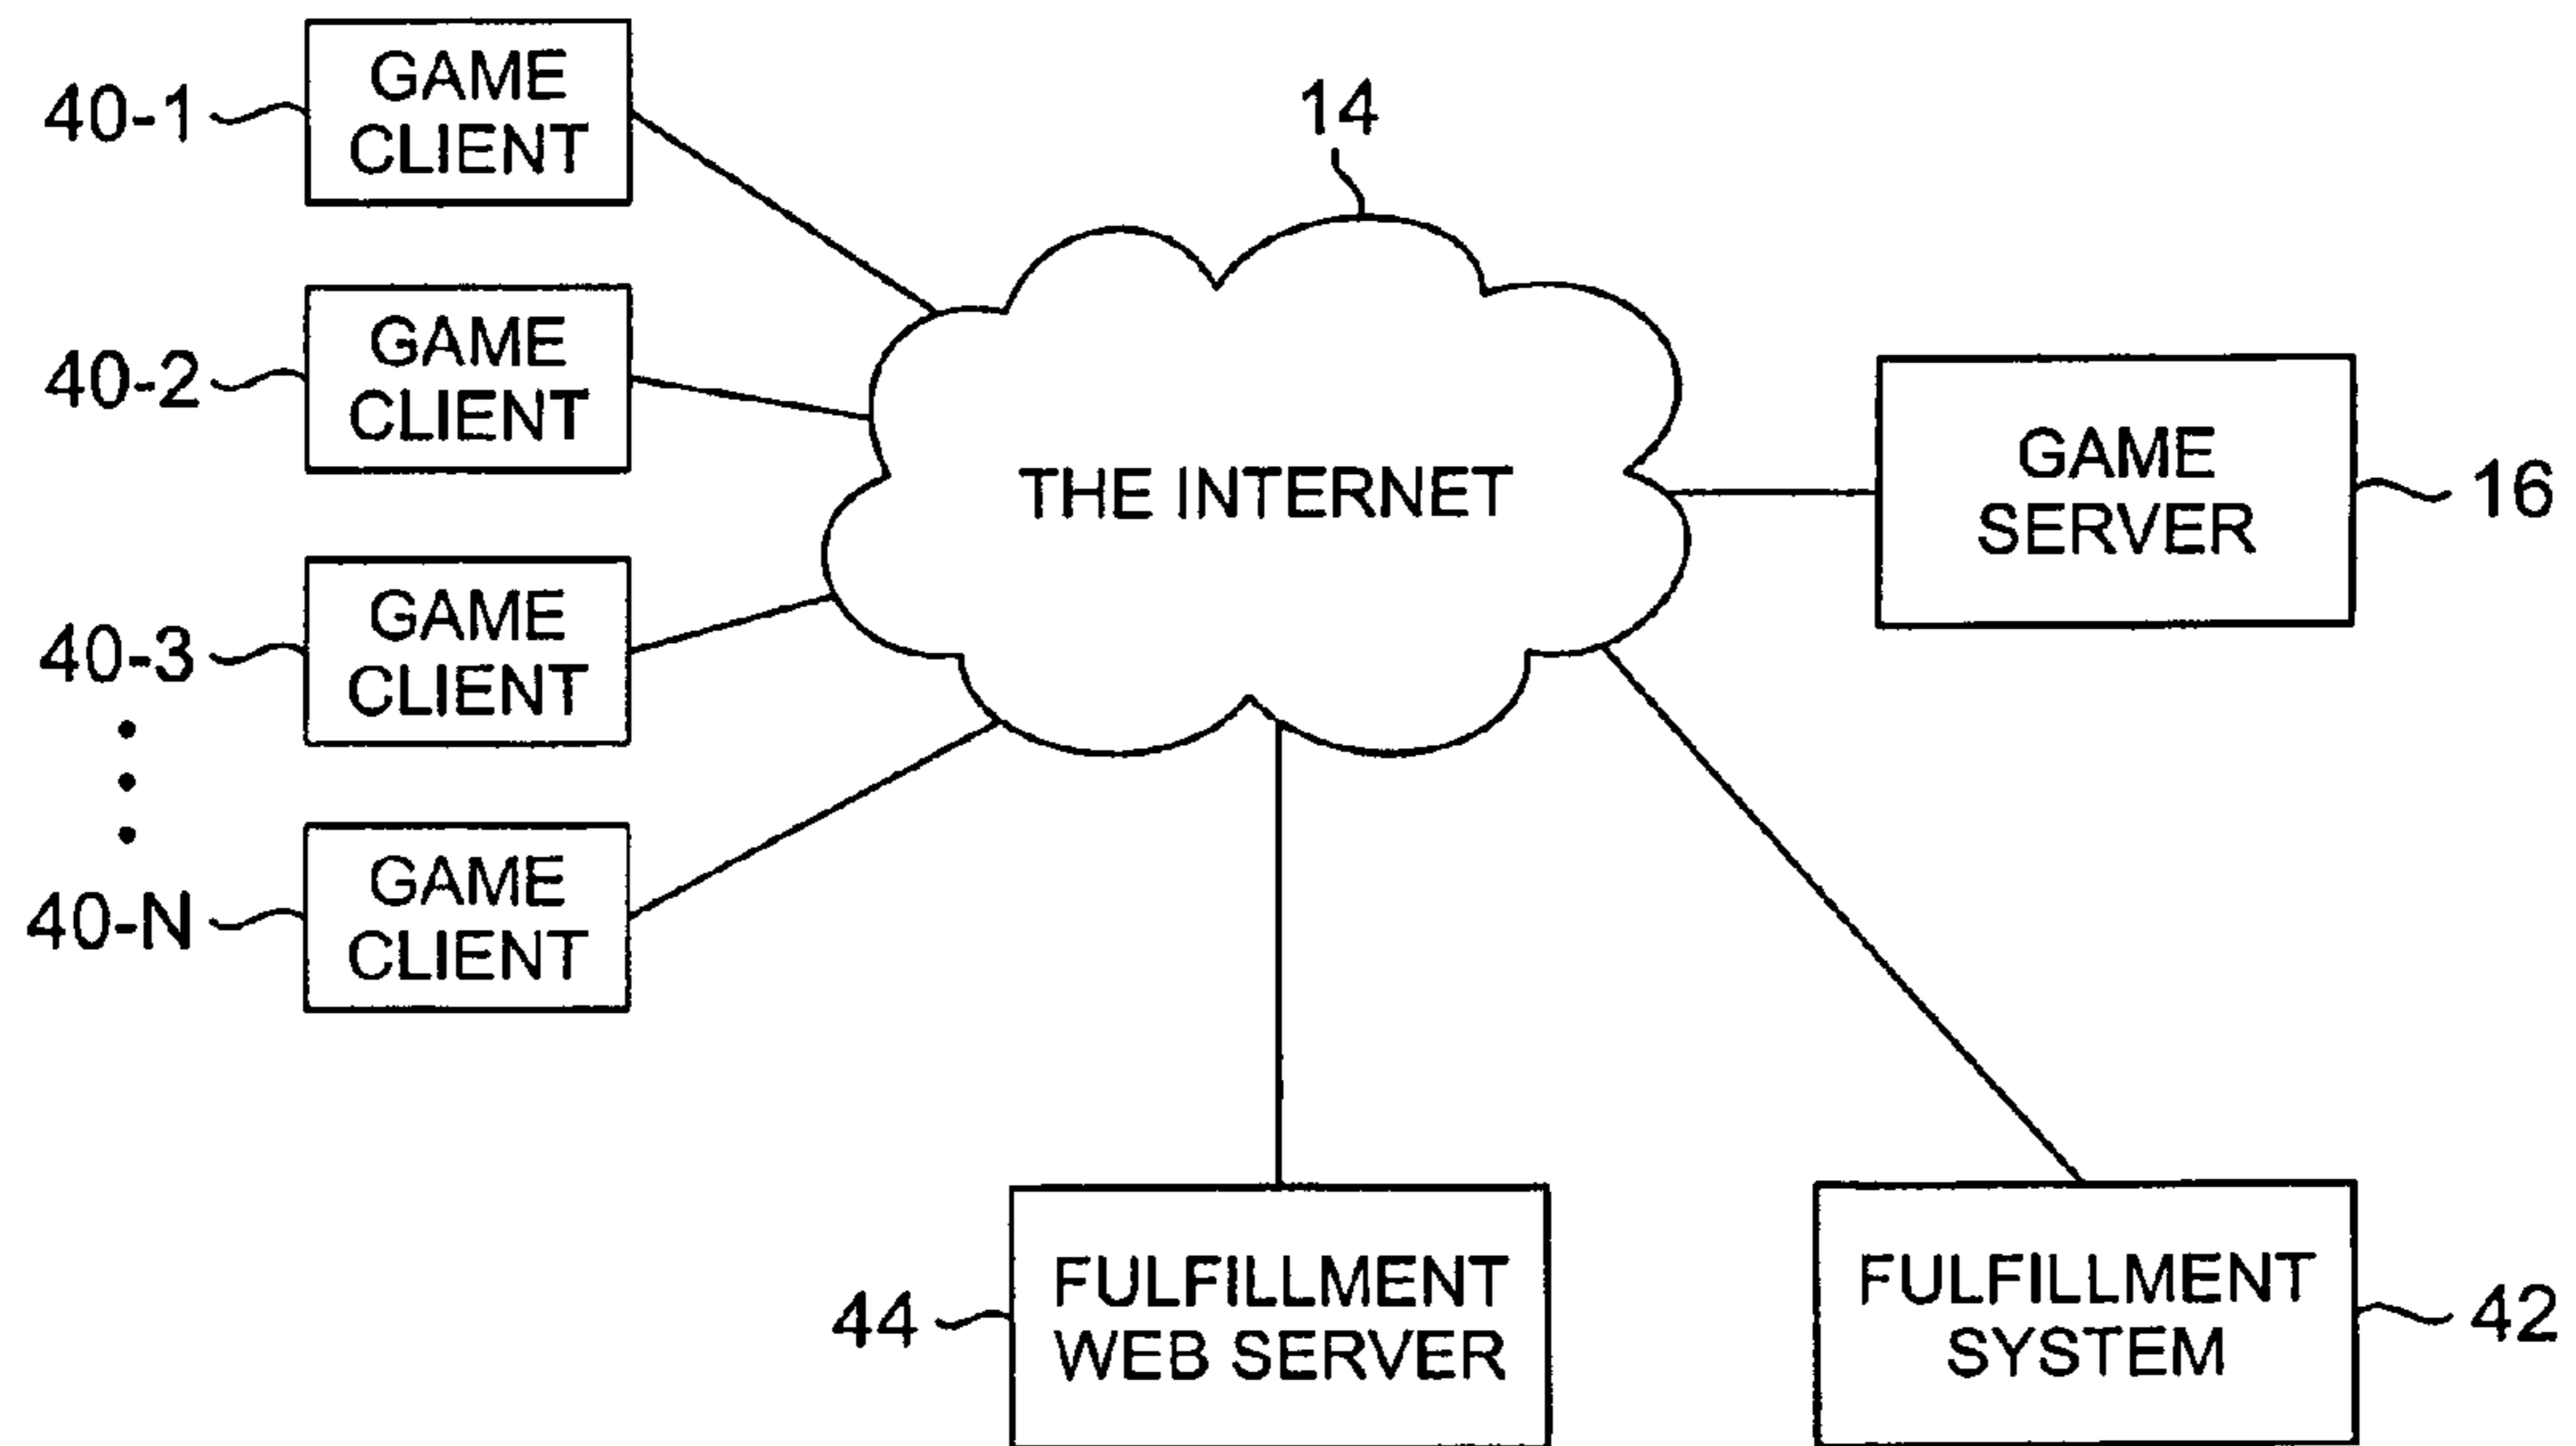 40-1
GAME
CLIENT
14
40-2
GAME
CLIENT
THE INTERNET
GAME
SERVER
16
40-3
GAME
CLIENT
40-N
GAME
CLIENT
44
FULFILLMENT
WEB SERVER
FULFILLMENT
SYSTEM
42